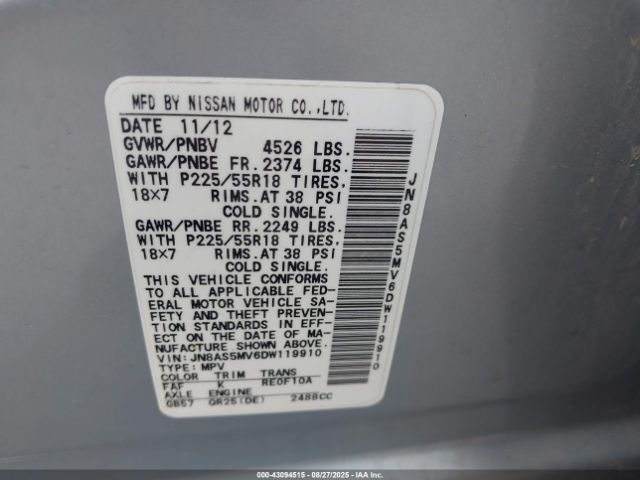 MFD BY NISSAN MOTOR CO.,LTD.
DATE 11/12
GVWR/PNBV 4526 LBS.
GAWR/PNBE FR. 2374 LBS.
WITH P225/55R18 TIRES,
18X7 RIMS.AT 38 PSI
COLD SINGLE.
GAWR/PNBE RR. 2249 LBS.
WITH P225/55R18 TIRES,
18X7 RIMS.AT 38 PSI
COLD SINGLE.
THIS VEHICLE CONFORMS
TO ALL APPLICABLE FED-
ERAL MOTOR VEHICLE SA-
FETY AND THEFT PREVEN-
TION STANDARDS IN EFF-
ECT ON THE DATE OF MA-
NUFACTURE SHOWN ABOVE.
VIN: JN8AS5MV6DW119910
TYPE: MPV
COLOR TRIM TRANS
FAF K RE0F10A
AXLE ENGINE
GB57 QR25(DE) 2488CC
JN8AS5MV6DW119910
000-43094515 - 08/27/2025 - IAA Inc.